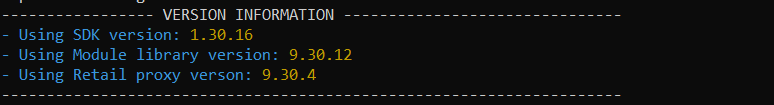 ----------------- VERSION INFORMATION -------------------------------
- Using SDK version: 1.30.16
- Using Module library version: 9.30.12
- Using Retail proxy verson: 9.30.4
---------------------------------------------------------------------